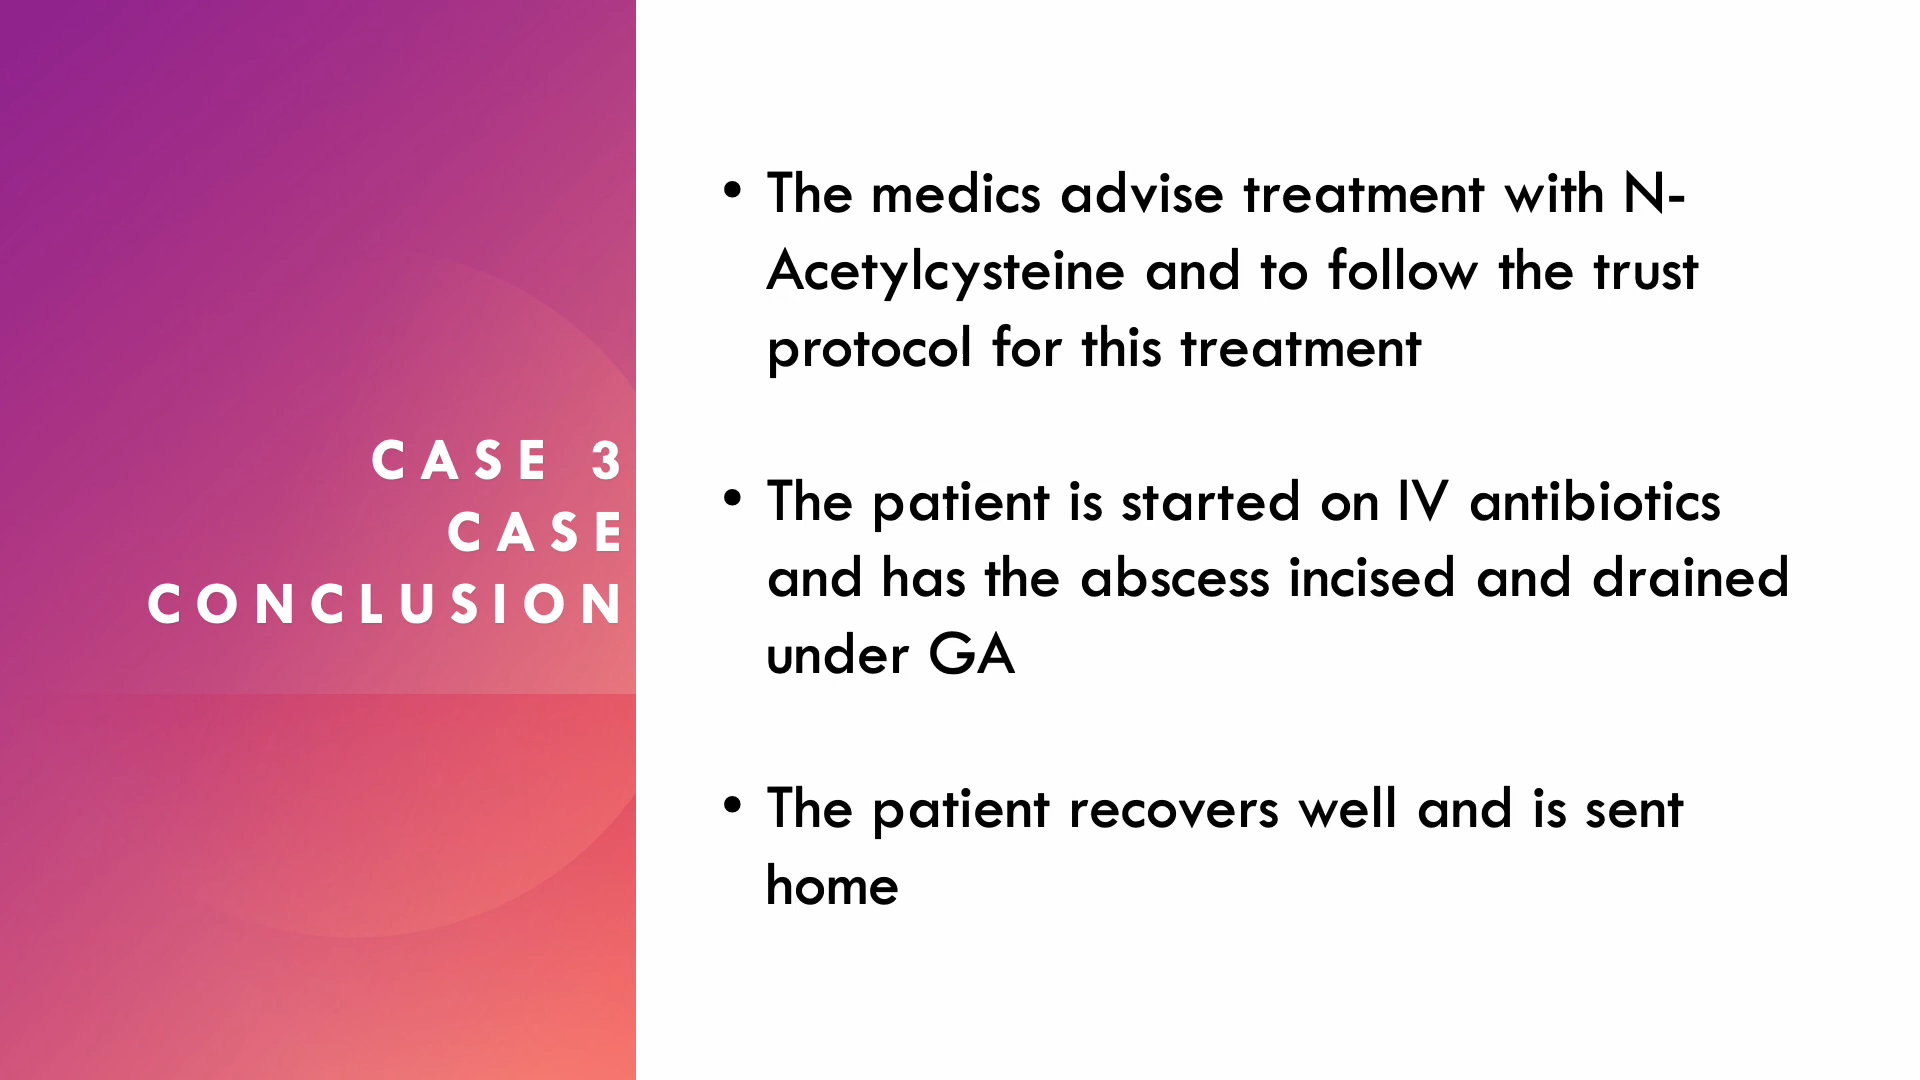 CASE 3
CASE
CONCLUSION
• The medics advise treatment with N-
Acetylcysteine and to follow the trust
protocol for this treatment
• The patient is started on IV antibiotics
and has the abscess incised and drained
under GA
• The patient recovers well and is sent
home